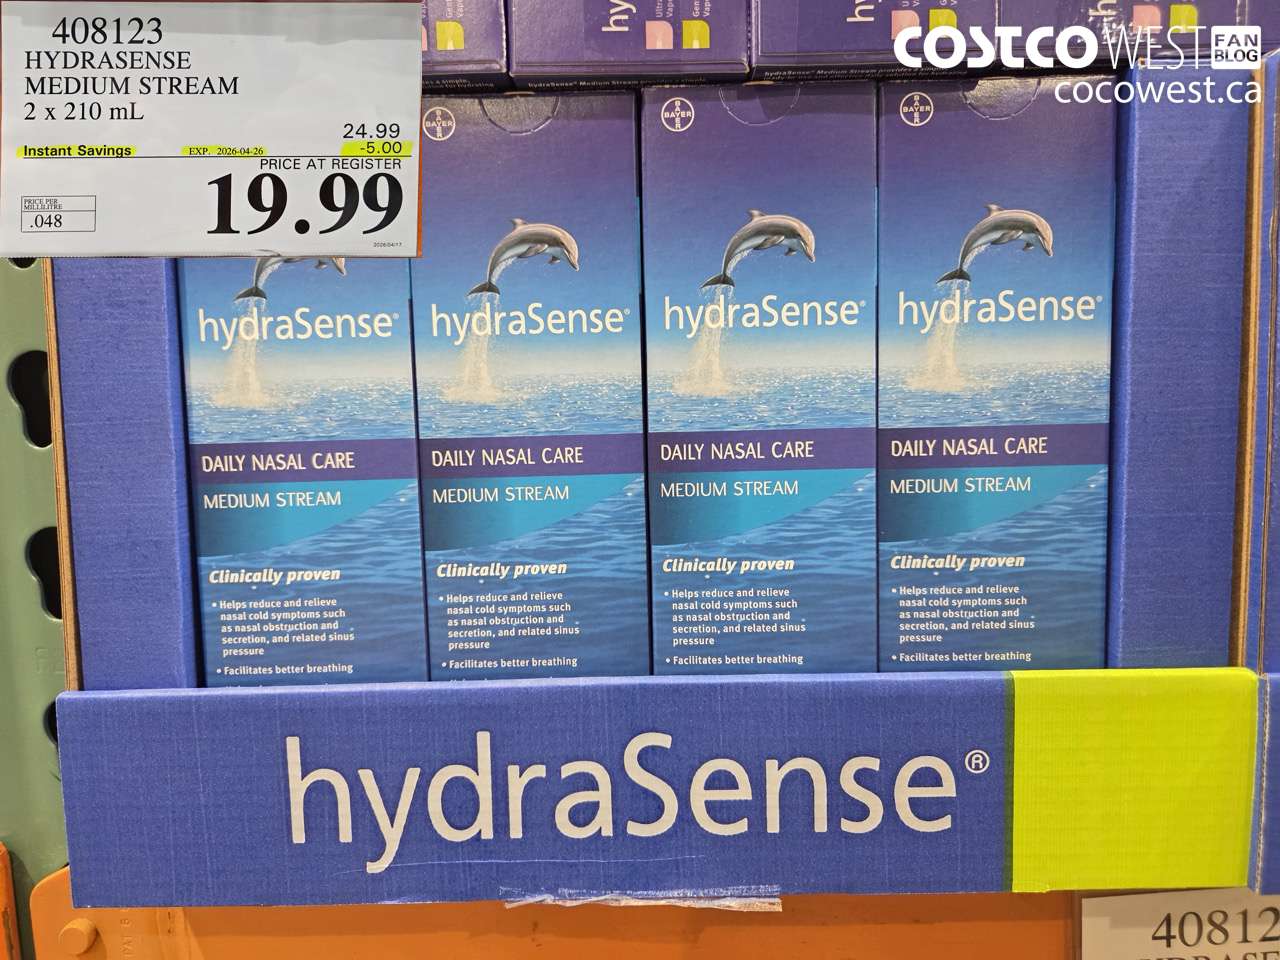 408123
HYDRASENSE
MEDIUM STREAM
2 x 210 mL
24.99
Instant Savings EXP. 2026-04-26 -5.00
PRICE AT REGISTER
19.99
PRICE PER
MILLILITRE
.048
2026/04/17
COSTCO WEST FAN BLOG
cocowest.ca
BAYER
BAYER
BAYER
hydraSense®
hydraSense®
hydraSense®
hydraSense®
DAILY NASAL CARE
DAILY NASAL CARE
DAILY NASAL CARE
DAILY NASAL CARE
MEDIUM STREAM
MEDIUM STREAM
MEDIUM STREAM
MEDIUM STREAM
Clinically proven
• Helps reduce and relieve
nasal cold symptoms such
as nasal obstruction and
secretion, and related sinus
pressure
• Facilitates better breathing
Clinically proven
• Helps reduce and relieve
nasal cold symptoms such
as nasal obstruction and
secretion, and related sinus
pressure
• Facilitates better breathing
Clinically proven
• Helps reduce and relieve
nasal cold symptoms such
as nasal obstruction and
secretion, and related sinus
pressure
• Facilitates better breathing
Clinically proven
• Helps reduce and relieve
nasal cold symptoms such
as nasal obstruction and
secretion, and related sinus
pressure
• Facilitates better breathing
hydraSense®
40812